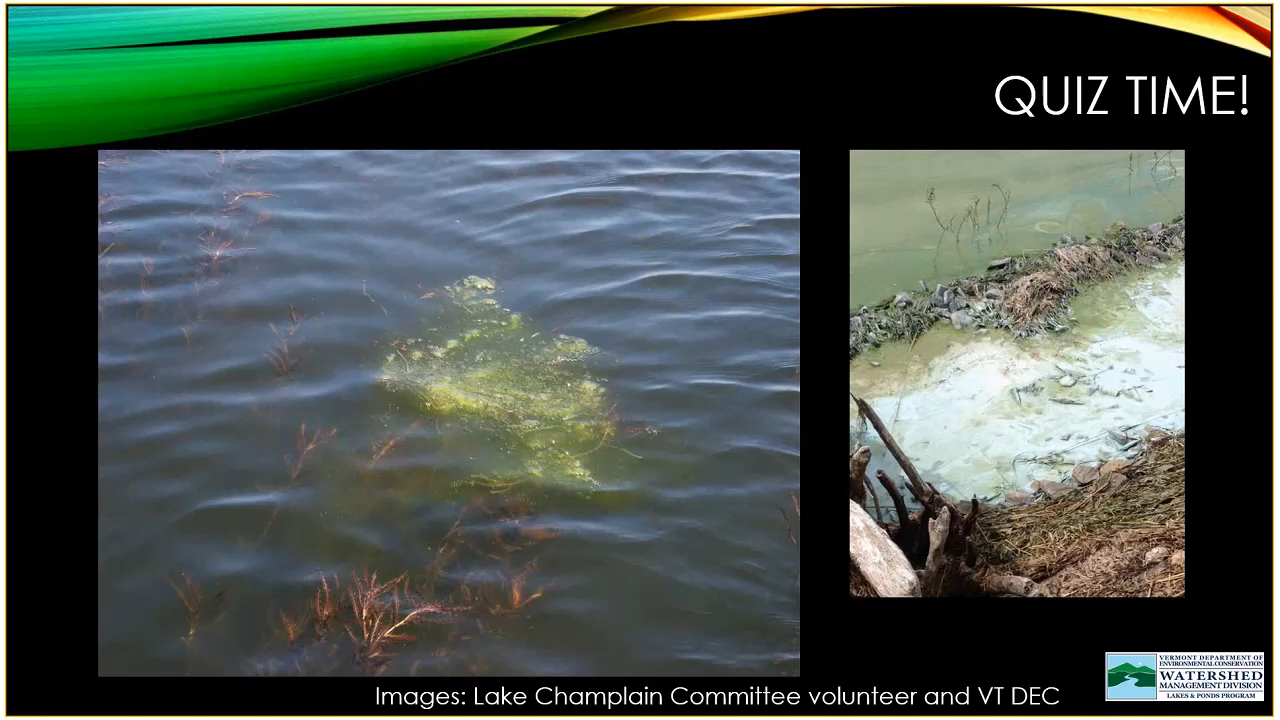 QUIZ TIME!
Images: Lake Champlain Committee volunteer and VT DEC
VERMONT DEPARTMENT OF
ENVIRONMENTAL CONSERVATION
WATERSHED
MANAGEMENT DIVISION
LAKES & PONDS PROGRAM